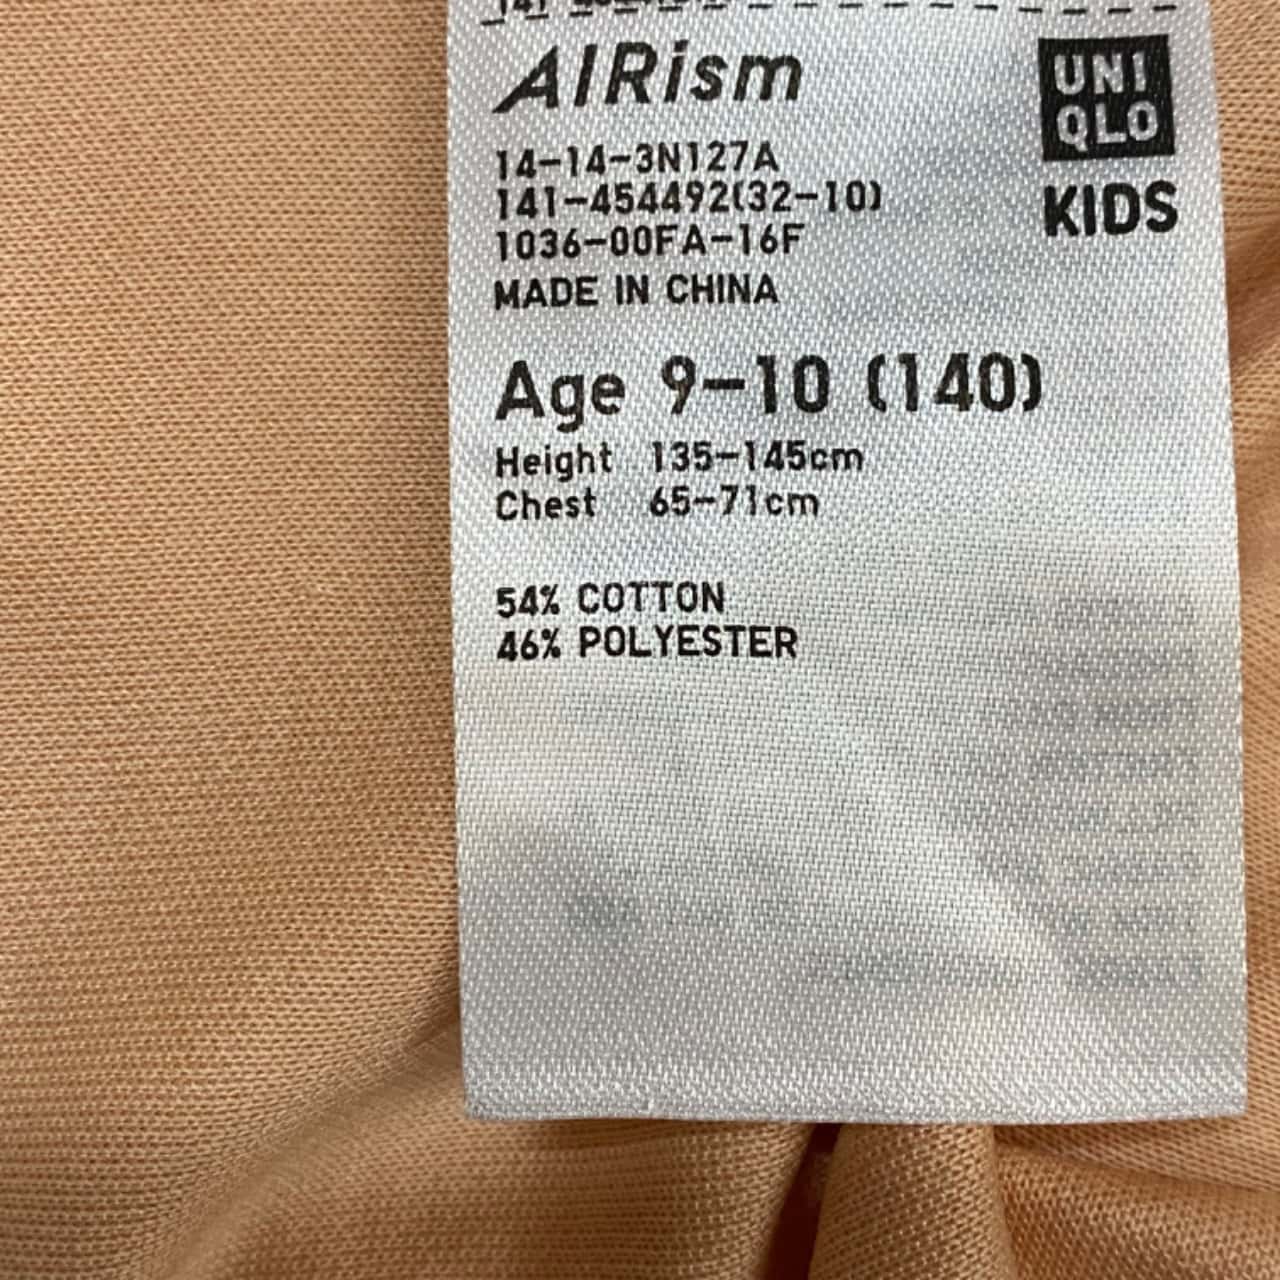 AIRism
UNI
QLO
KIDS
14-14-3N127A
141-454492(32-10)
1036-00FA-16F
MADE IN CHINA
Age 9-10 (140)
Height 135-145cm
Chest 65-71cm
54% COTTON
46% POLYESTER